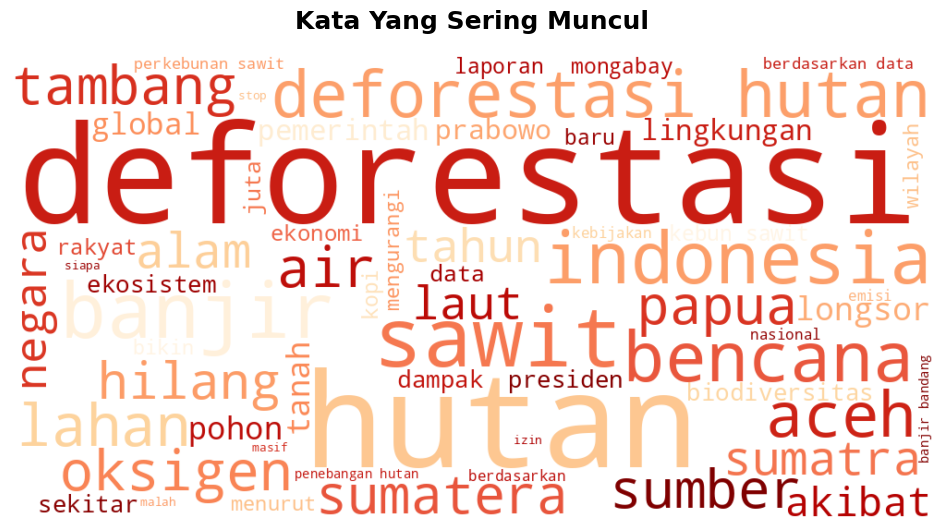 Kata Yang Sering Muncul
perkebunan sawit
laporan
mongabay
berdasarkan data
tambang
stop
deforestasi hutan
global
pemerintah
prabowo
baru
lingkungan
wilayah
deforestasi
juta
rakyat
alam
ekonomi
mengurangi
tahun
kebijakan
kebun sawit
indonesia
negara
siapa
ekosistem
air
kopi
data
laut
papua
emisi
longsor
banjir
bikin
sawit
nasional
bencana
hilang
tanah
dampak
presiden
biodiversitas
banjir bandang
hutan
lahan
pohon
masif
izin
aceh
oksigen
penebangan hutan
berdasarkan
sumatra
sekitar
malah
menurut
sumatera
sumber
akibat